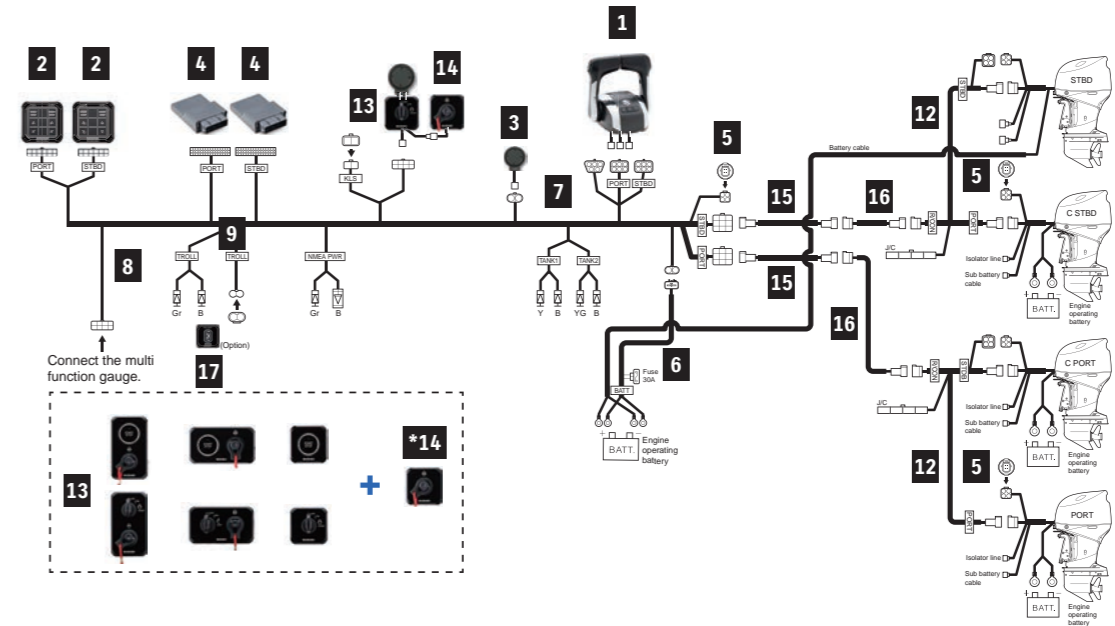 1
2
2
4
4
14
13
3
5
12
STBD
Battery cable
PORT
STBD
PORT
STBD
KLS
PORT
STBD
7
15
16
5
C STBD
STBD
STBD
RCON
PORT
J/C
Isolator line
Sub battery
cable
+
-
BATT.
Engine
operating
battery
8
9
TROLL
TROLL
NMEA PWR
TANK1
TANK2
PORT
15
Gr
B
Gr
B
Y
B
YG
B
16
(Option)
17
Connect the multi
function gauge.
6
Fuse
30A
BATT
+
-
BATT.
Engine
operating
battery
RCON
STBD
C PORT
J/C
Isolator line
Sub battery
cable
+
-
BATT.
Engine
operating
battery
13
+
*14
12
5
PORT
PORT
Isolator line
Sub battery
cable
+
-
BATT.
Engine
operating
battery